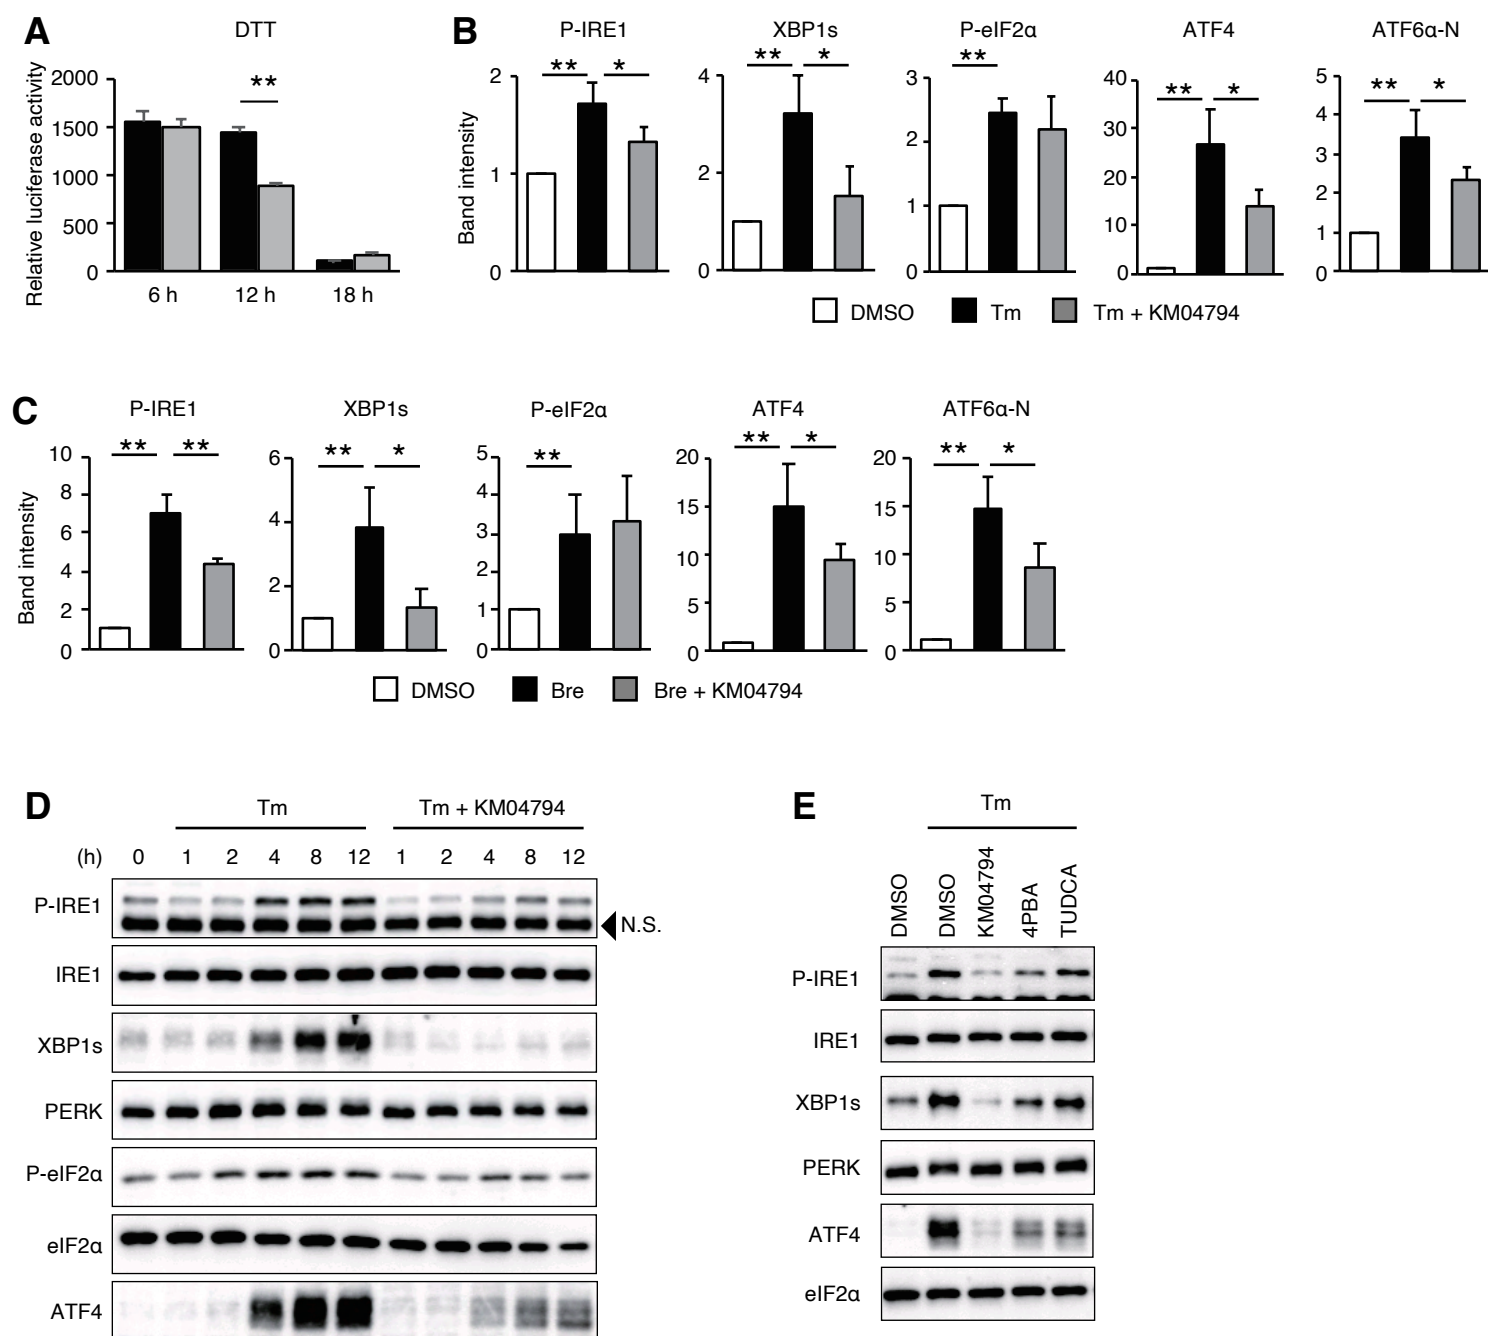 A
DTT
Relative luciferase activity
2000
1500
1000
500
0
**
6 h 12 h 18 h
B
P-IRE1 XBP1s P-eIF2α ATF4 ATF6α-N
Band intensity
2
1
0
** *
4
2
0
** *
3
2
1
0
**
40
30
20
10
0
** *
5
4
3
2
1
0
** *
DMSO Tm Tm + KM04794
C
P-IRE1 XBP1s P-eIF2α ATF4 ATF6α-N
Band intensity
10
8
6
4
2
0
** **
6
4
2
0
** *
5
4
3
2
1
0
**
20
15
10
5
0
** *
20
15
10
5
0
** *
DMSO Bre Bre + KM04794
D
Tm Tm + KM04794
(h) 0 1 2 4 8 12 1 2 4 8 12
P-IRE1
N.S.
IRE1
XBP1s
PERK
P-eIF2α
eIF2α
ATF4
E
Tm
DMSO
DMSO
KM04794
4PBA
TUDCA
P-IRE1
IRE1
XBP1s
PERK
ATF4
eIF2α